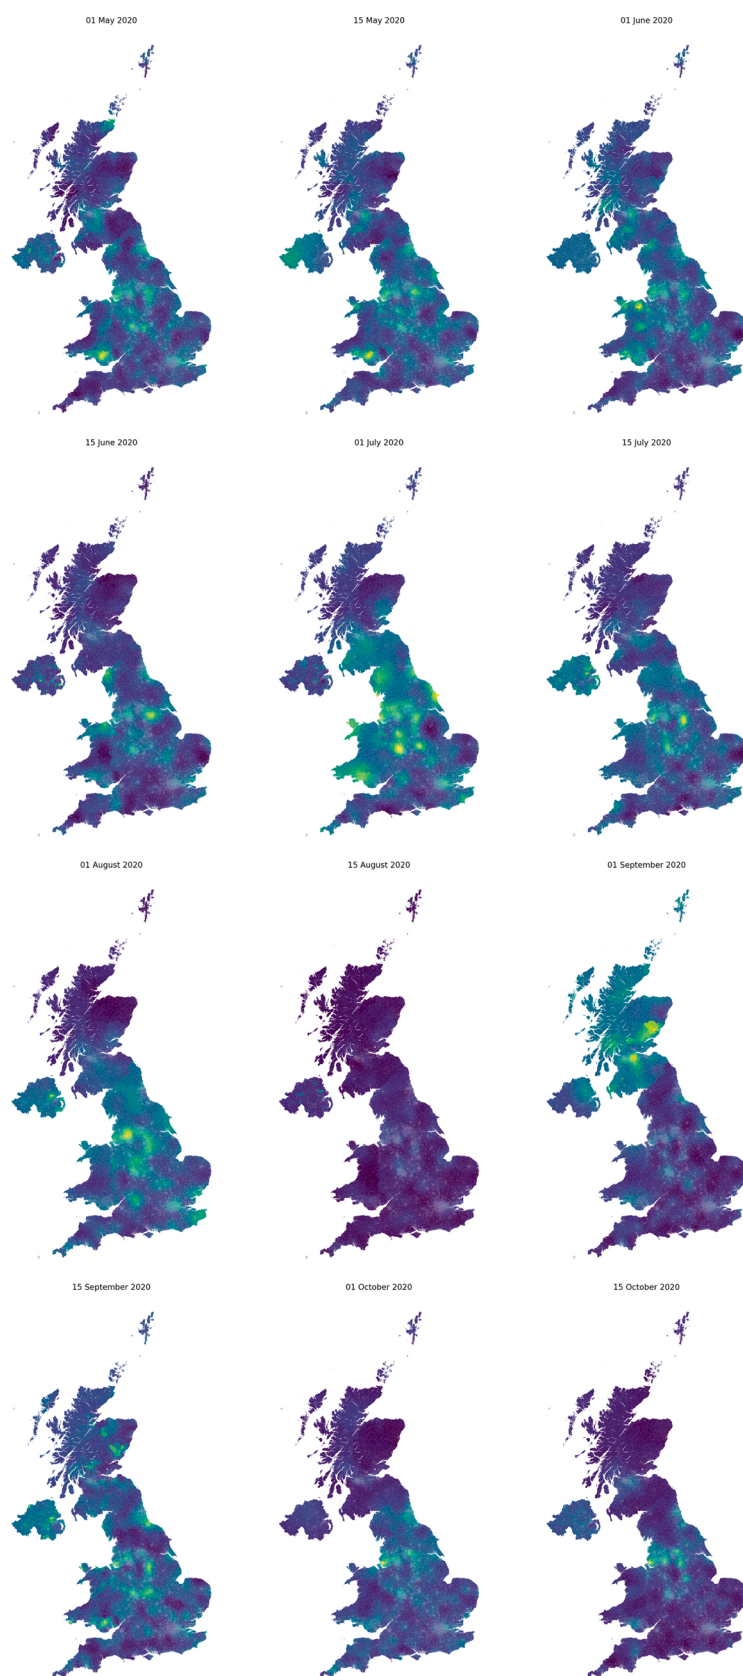 01 May 2020
15 May 2020
01 June 2020
15 June 2020
01 July 2020
15 July 2020
01 August 2020
15 August 2020
01 September 2020
15 September 2020
01 October 2020
15 October 2020